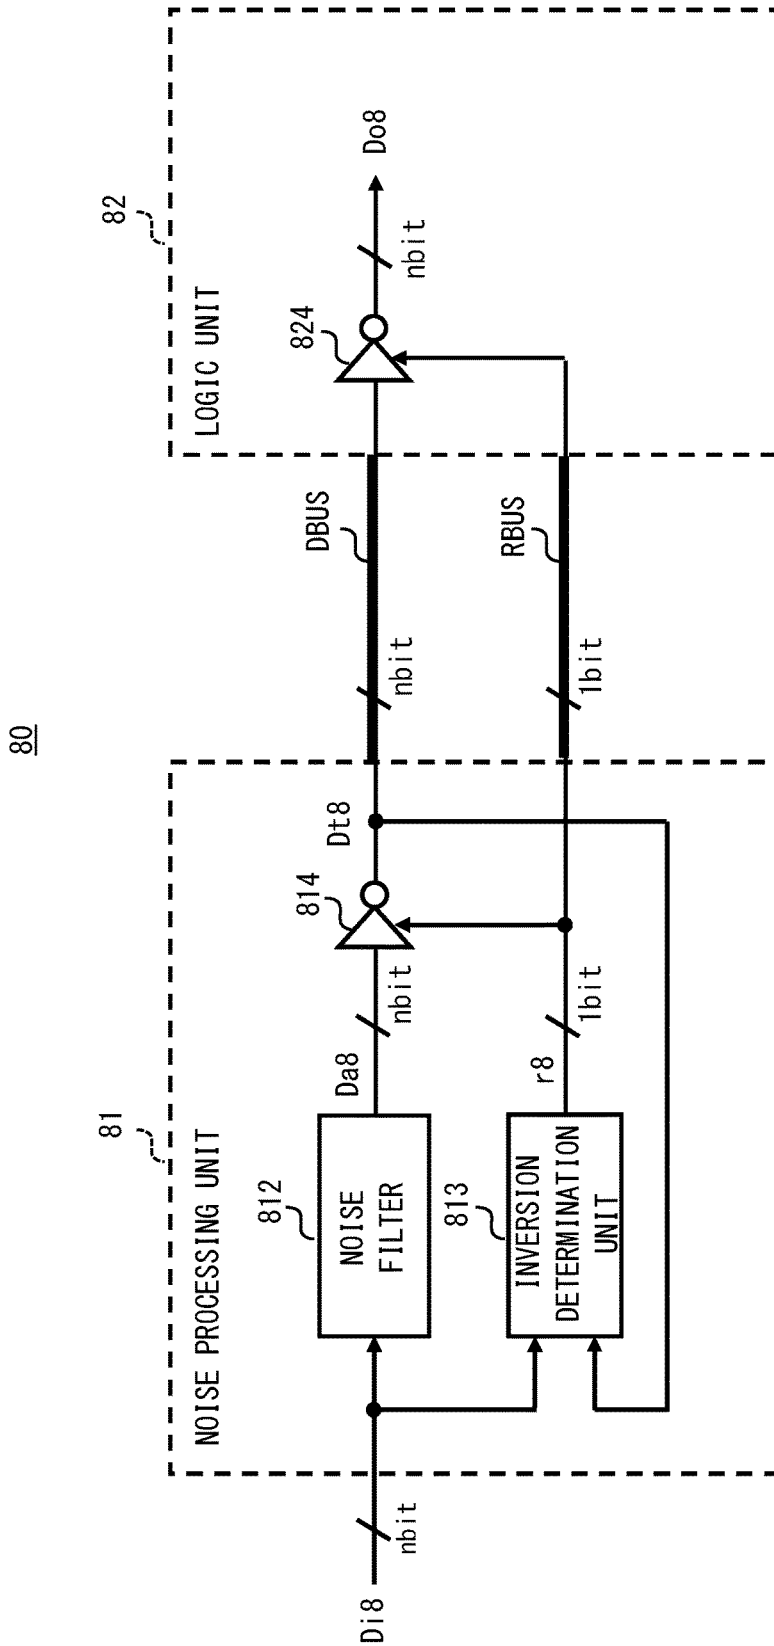 80
81
NOISE PROCESSING UNIT
82
LOGIC UNIT
Di8
nbit
812
NOISE
FILTER
Da8
nbit
814
Dt8
DBUS
nbit
824
nbit
Do8
813
INVERSION
DETERMINATION
UNIT
r8
1bit
RBUS
1bit